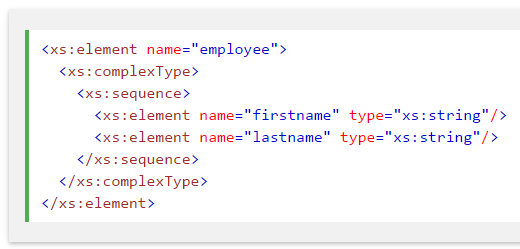 <xs:element name="employee">
  <xs:complexType>
    <xs:sequence>
      <xs:element name="firstname" type="xs:string"/>
      <xs:element name="lastname" type="xs:string"/>
    </xs:sequence>
  </xs:complexType>
</xs:element>